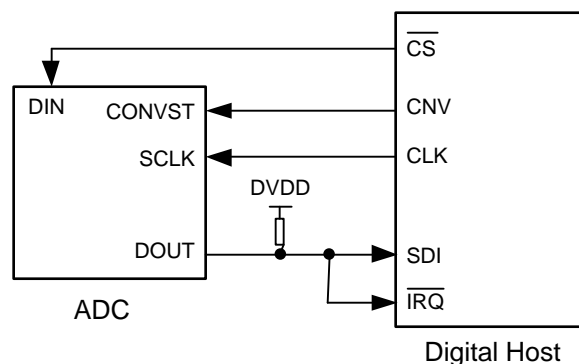 CS
DIN
CONVST
CNV
SCLK
CLK
DVDD
DOUT
SDI
IRQ
ADC
Digital Host